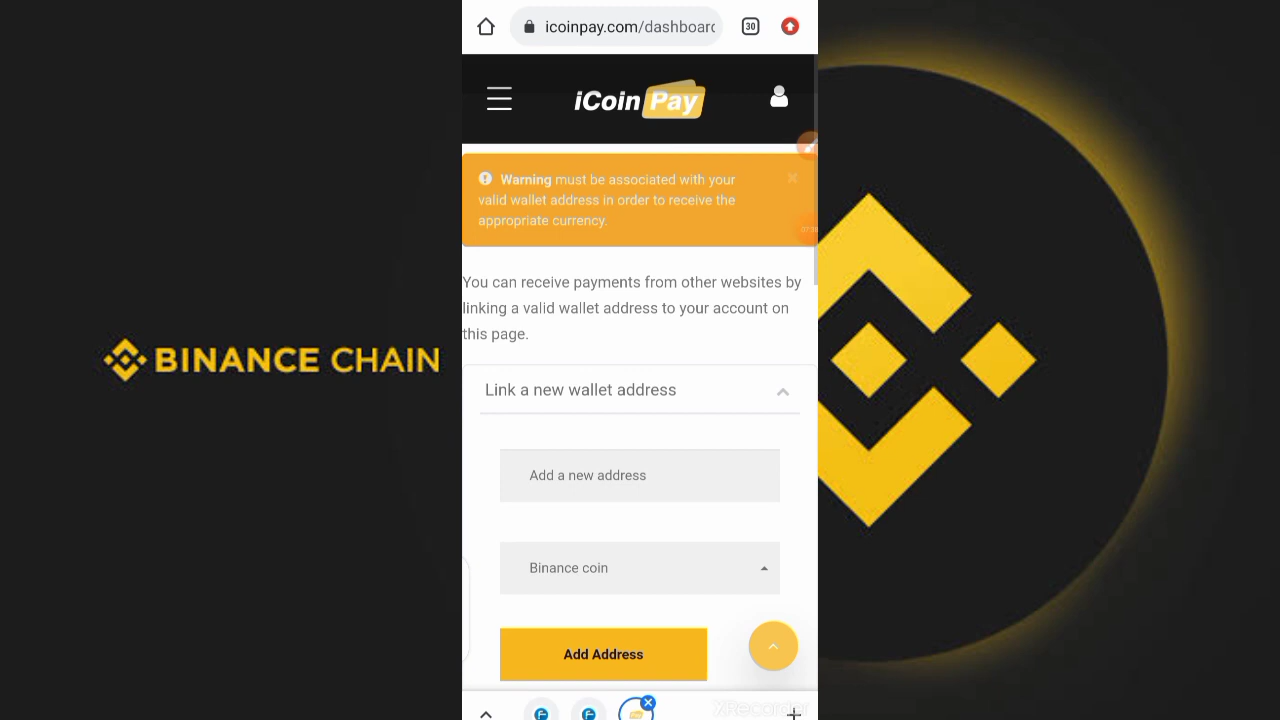 icoinpay.com/dashboard
30
iCoin Pay
Warning must be associated with your
valid wallet address in order to receive the
appropriate currency.
You can receive payments from other websites by
linking a valid wallet address to your account on
this page.
BINANCE CHAIN
Link a new wallet address
Add a new address
Binance coin
Add Address
XRecorder